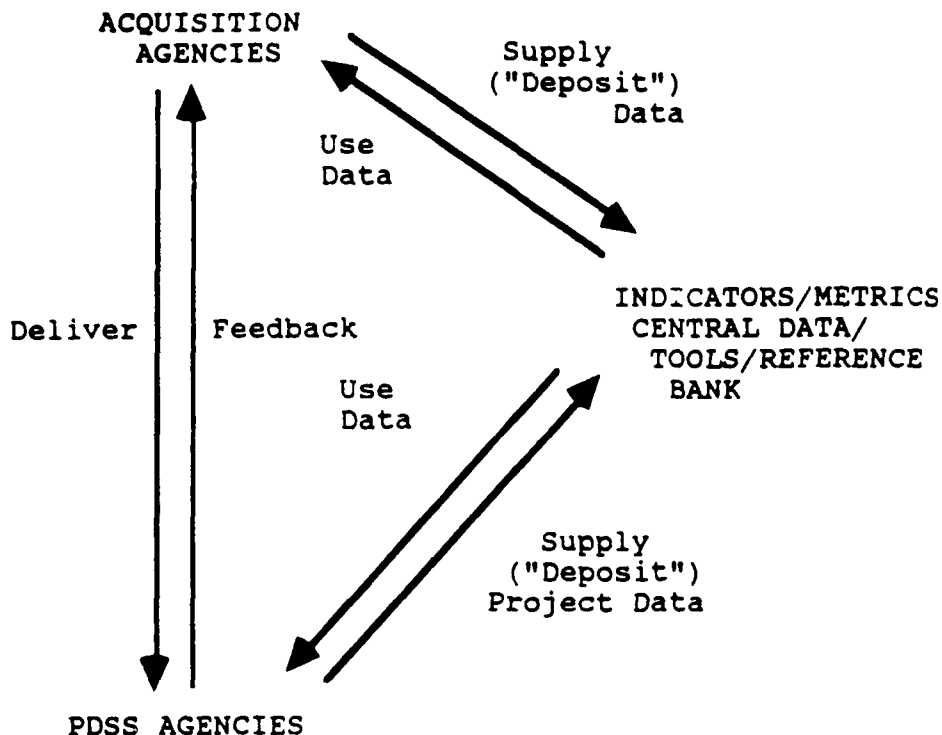 ACQUISITION
AGENCIES
Supply
("Deposit")
Data
Use
Data
INDICATORS/METRICS
CENTRAL DATA/
TOOLS/REFERENCE
BANK
Deliver
Feedback
Use
Data
Supply
("Deposit")
Project Data
PDSS AGENCIES